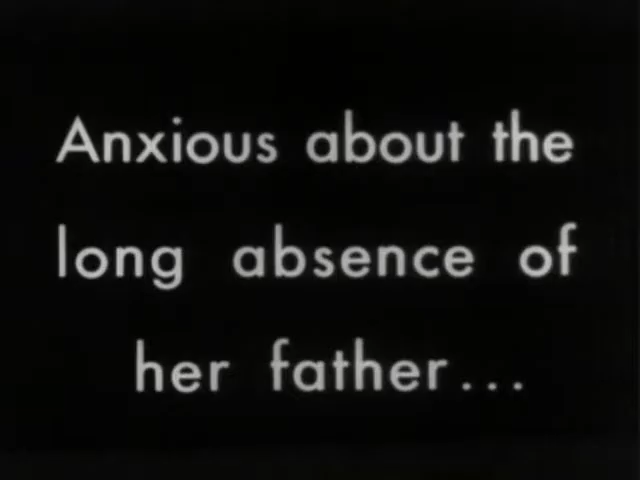 Anxious about the
long absence of
her father...